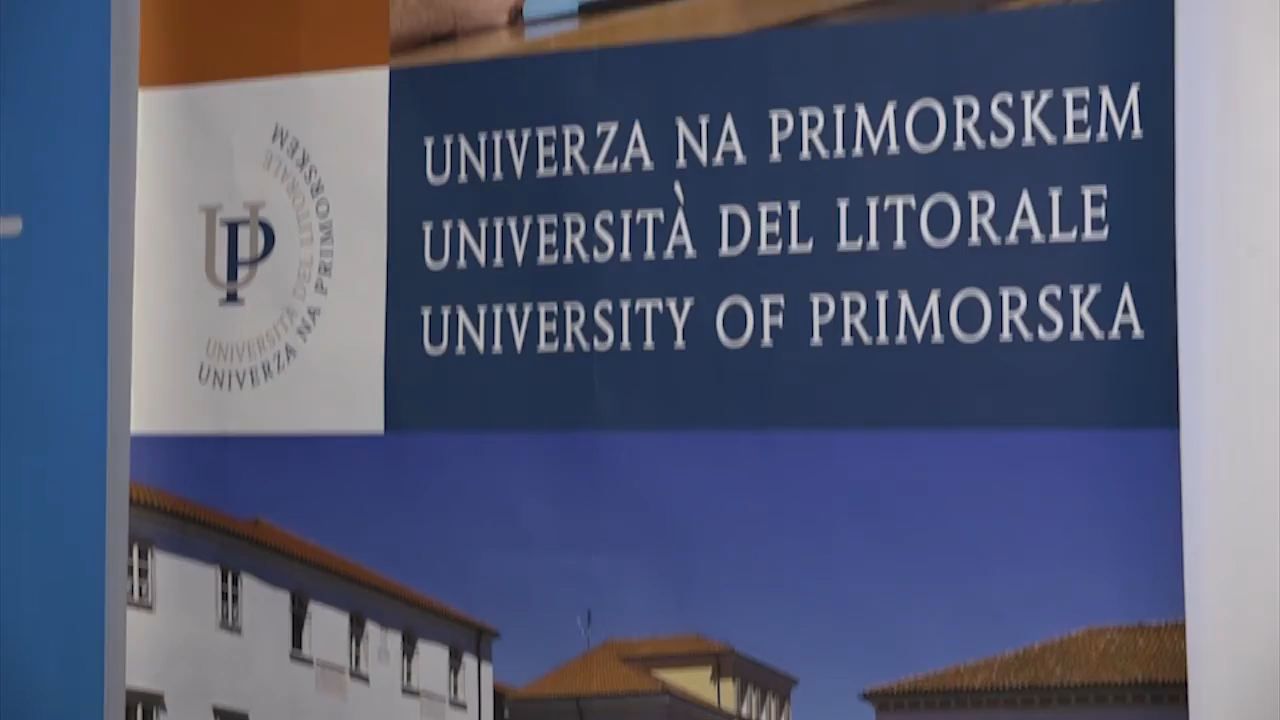 UNIVERZA NA PRIMORSKEM
UNIVERSITÀ DEL LITORALE
UNIVERSITY OF PRIMORSKA
UP
UNIVERSITÀ DEL LITORALE
UNIVERZA NA PRIMORSKEM